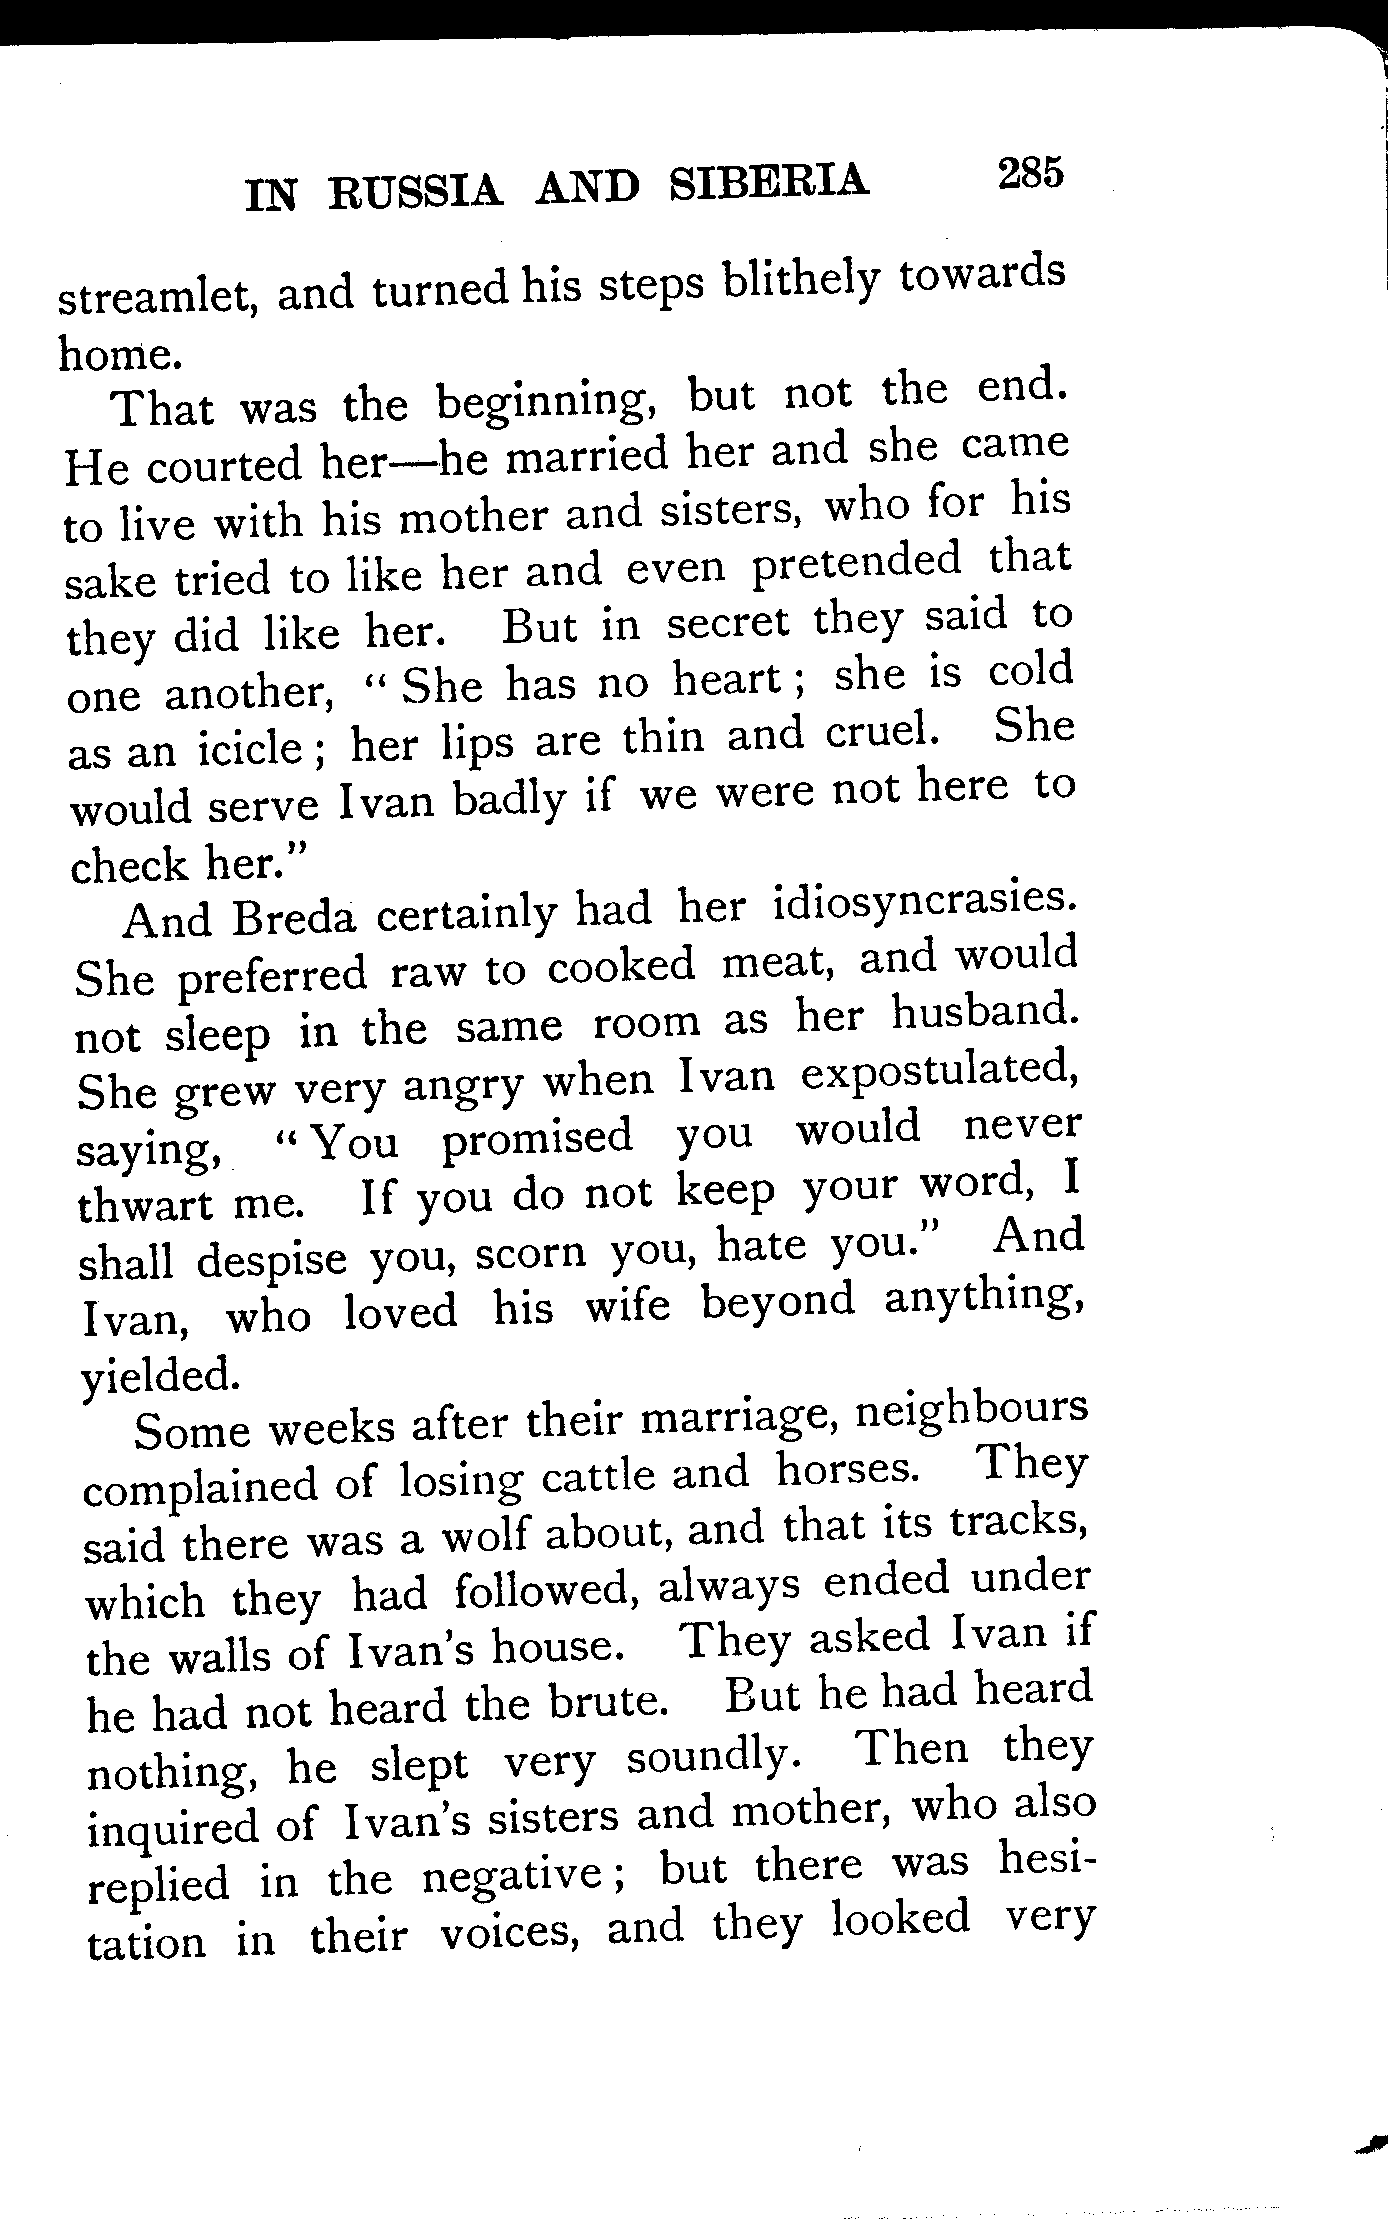 IN RUSSIA AND SIBERIA 285
streamlet, and turned his steps blithely towards
home.
That was the beginning, but not the end.
He courted her—he married her and she came
to live with his mother and sisters, who for his
sake tried to like her and even pretended that
they did like her. But in secret they said to
one another, “ She has no heart ; she is cold
as an icicle ; her lips are thin and cruel. She
would serve Ivan badly if we were not here to
check her.”
And Breda certainly had her idiosyncrasies.
She preferred raw to cooked meat, and would
not sleep in the same room as her husband.
She grew very angry when Ivan expostulated,
saying, “ You promised you would never
thwart me. If you do not keep your word, I
shall despise you, scorn you, hate you.” And
Ivan, who loved his wife beyond anything,
yielded.
Some weeks after their marriage, neighbours
complained of losing cattle and horses. They
said there was a wolf about, and that its tracks,
which they had followed, always ended under
the walls of Ivan’s house. They asked Ivan if
he had not heard the brute. But he had heard
nothing, he slept very soundly. Then they
inquired of Ivan’s sisters and mother, who also
replied in the negative ; but there was hesi-
tation in their voices, and they looked very